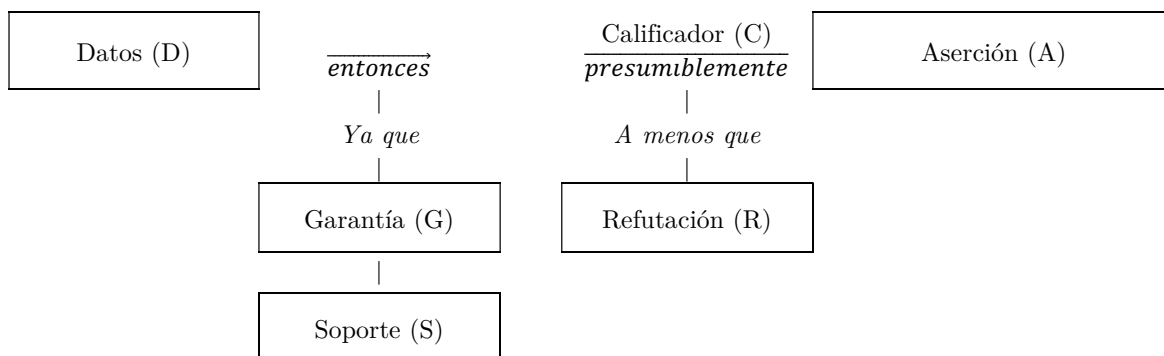 Datos (D)
entonces
Calificador (C)
presumiblemente
Aserción (A)
Ya que
A menos que
Garantía (G)
Refutación (R)
Soporte (S)